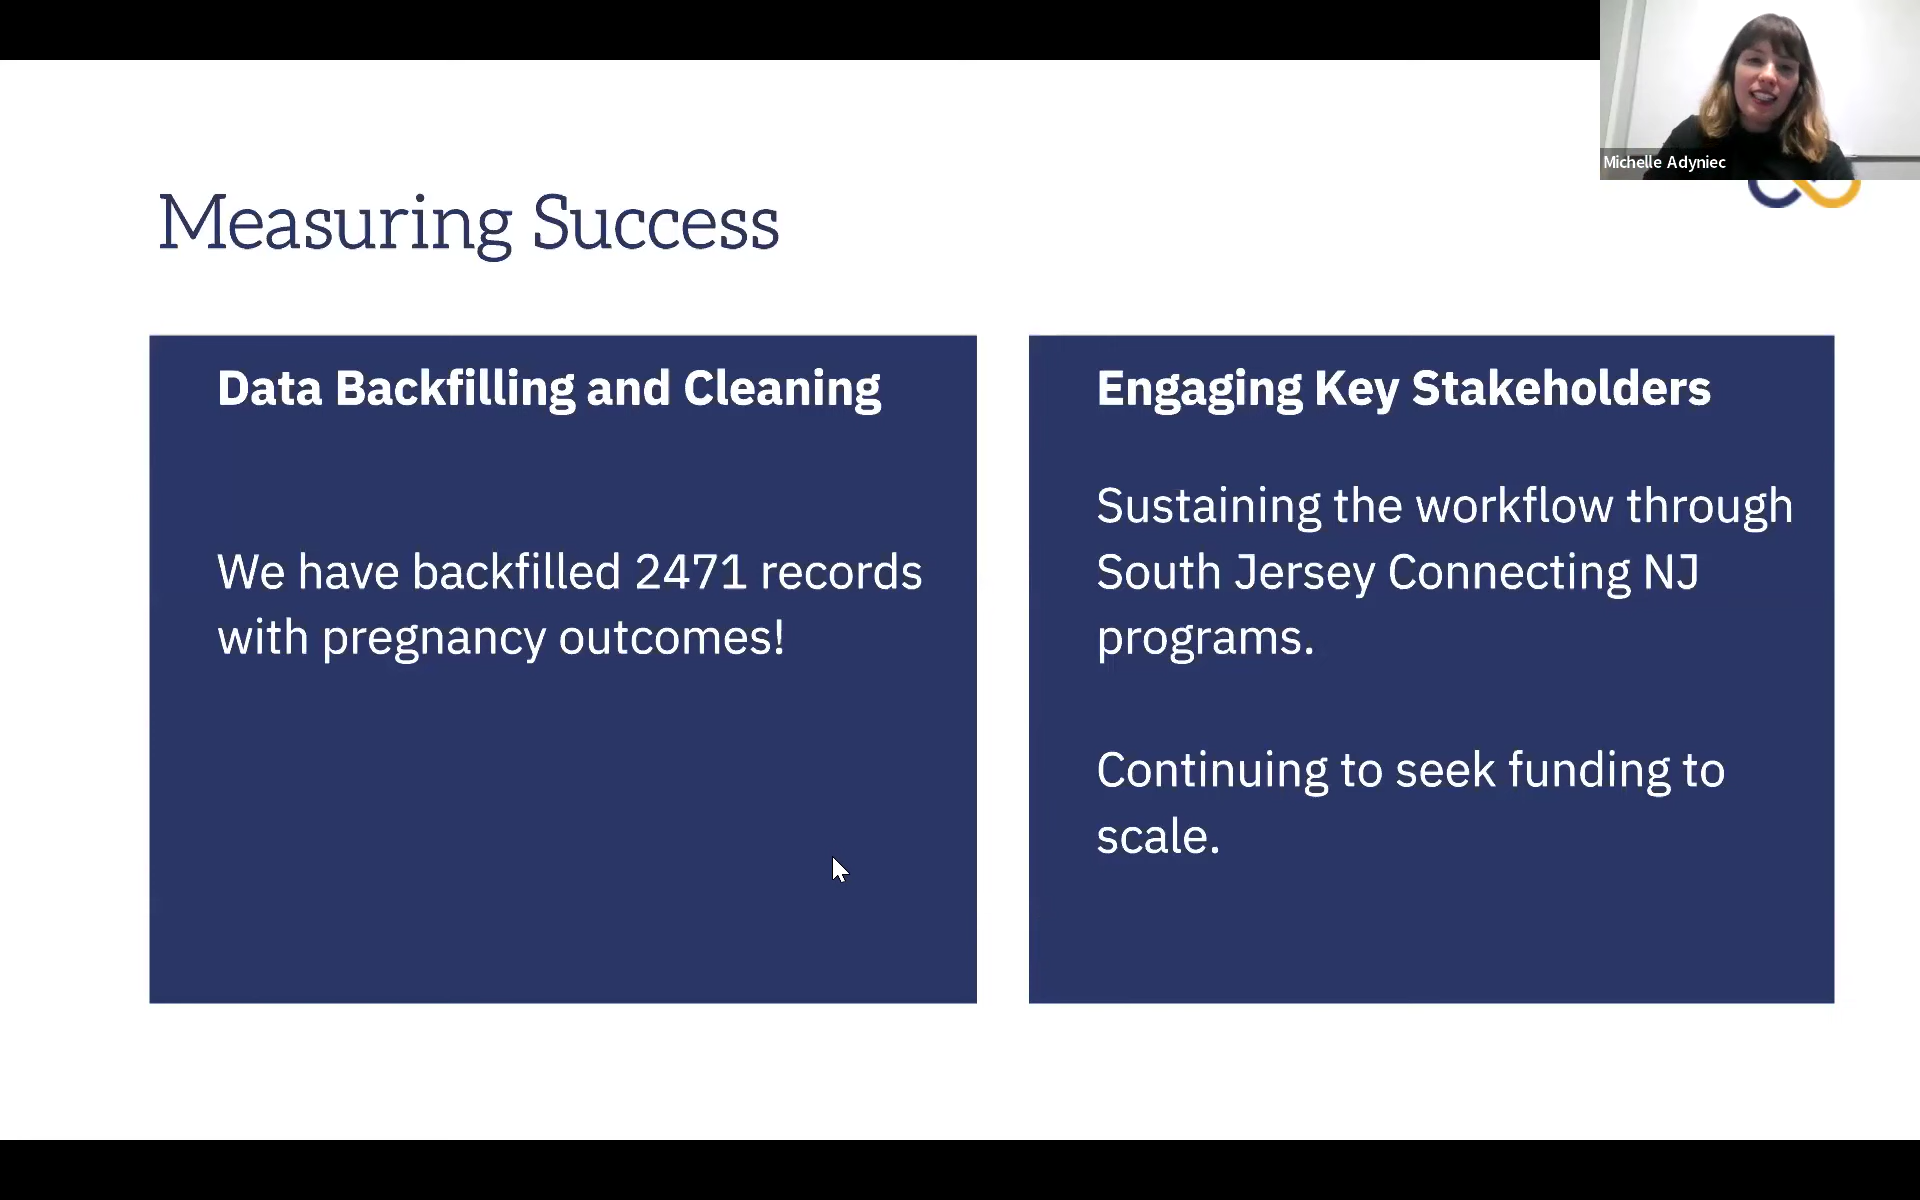 Michelle Adyniec
Measuring Success
Data Backfilling and Cleaning
We have backfilled 2471 records
with pregnancy outcomes!
Engaging Key Stakeholders
Sustaining the workflow through
South Jersey Connecting NJ
programs.
Continuing to seek funding to
scale.